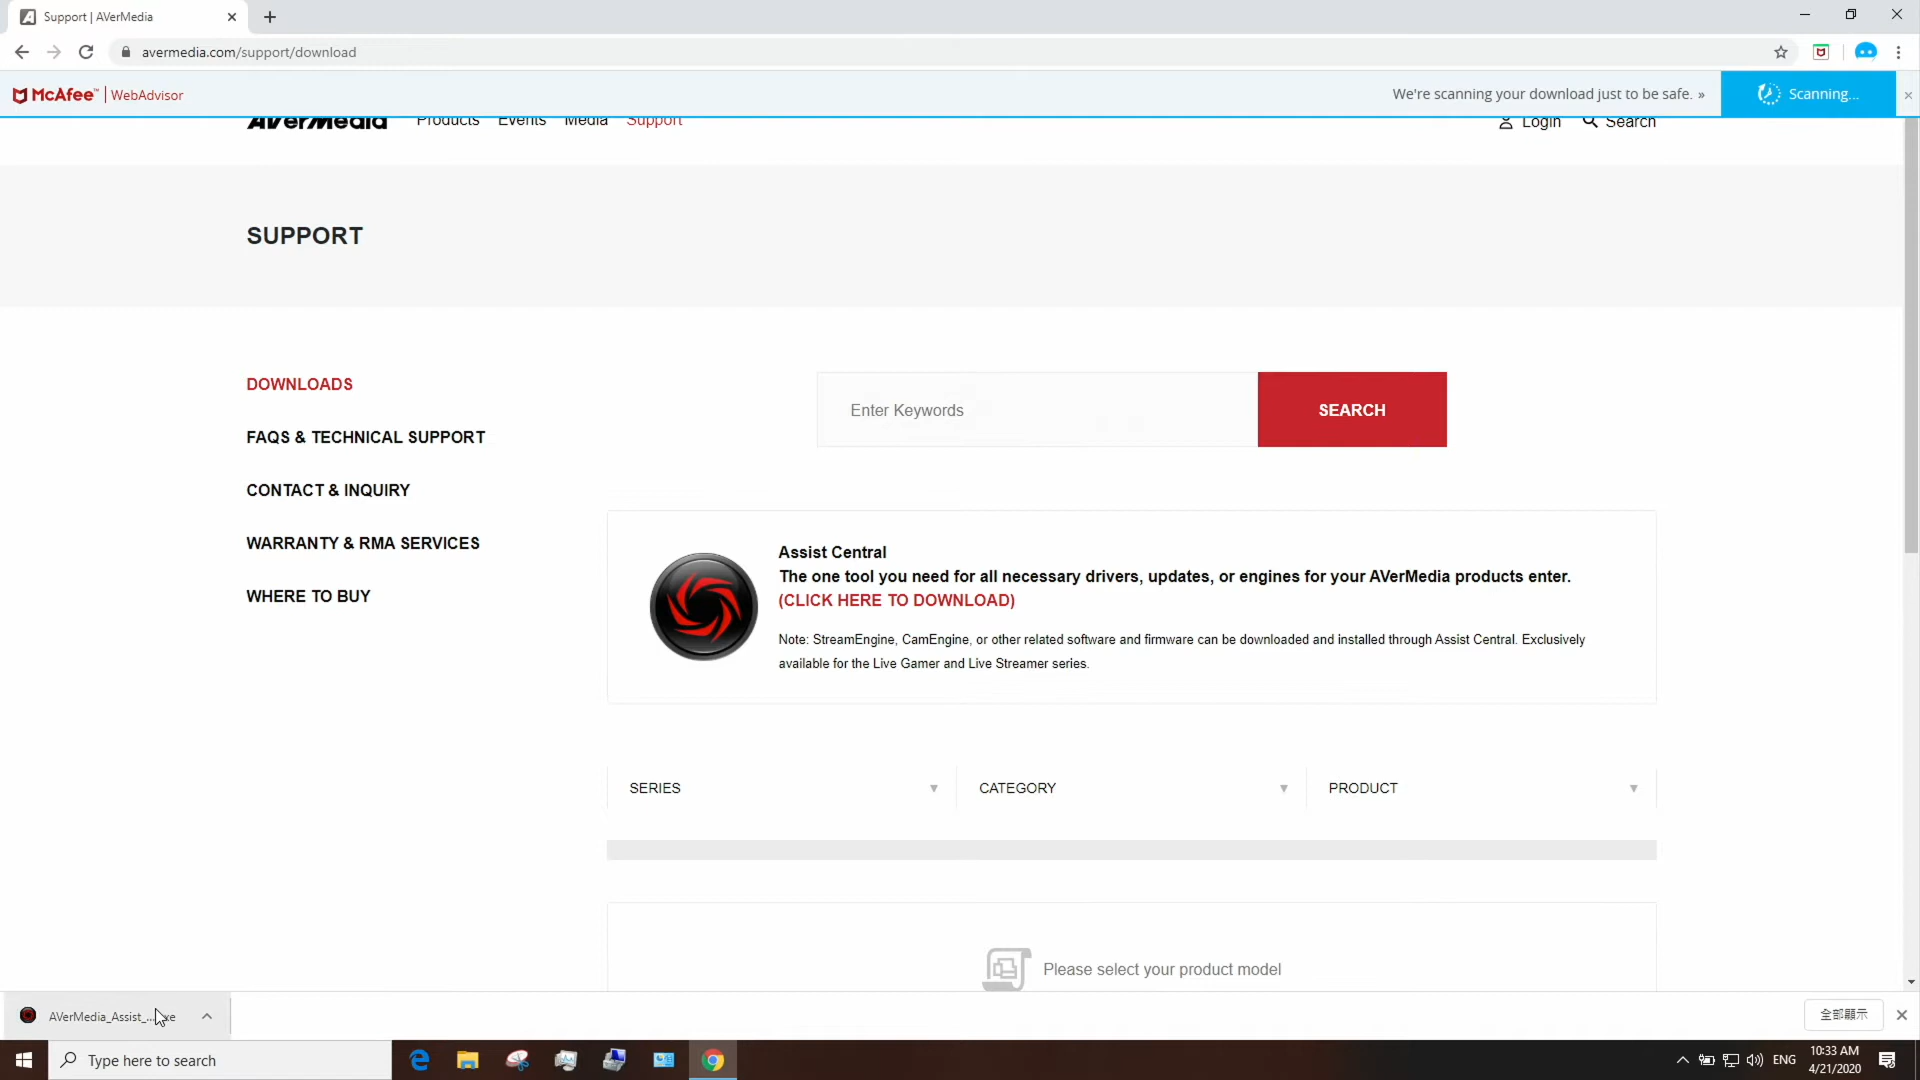 Support | AVerMedia
avermedia.com/support/download
McAfee™ | WebAdvisor
We're scanning your download just to be safe. »
Scanning...
AVerMedia
Products Events Media Support
Login Search
SUPPORT
DOWNLOADS
FAQS & TECHNICAL SUPPORT
CONTACT & INQUIRY
WARRANTY & RMA SERVICES
WHERE TO BUY
Enter Keywords
SEARCH
Assist Central
The one tool you need for all necessary drivers, updates, or engines for your AVerMedia products enter.
(CLICK HERE TO DOWNLOAD)
Note: StreamEngine, CamEngine, or other related software and firmware can be downloaded and installed through Assist Central. Exclusively
available for the Live Gamer and Live Streamer series.
SERIES
CATEGORY
PRODUCT
Please select your product model
AVerMedia_Assist_...xe
全部顯示
Type here to search
ENG
10:33 AM
4/21/2020